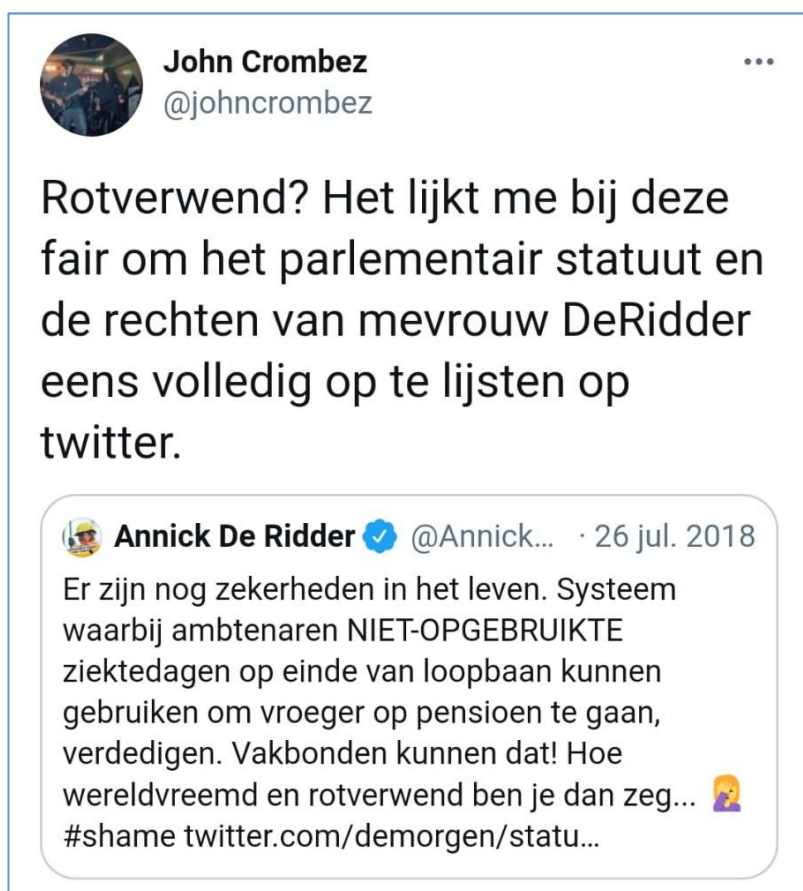 John Crombez
@johncrombez
Rotverwend? Het lijkt me bij deze
fair om het parlementair statuut en
de rechten van mevrouw DeRidder
eens volledig op te lijsten op
twitter.
Annick De Ridder @Annick... · 26 jul. 2018
Er zijn nog zekerheden in het leven. Systeem
waarbij ambtenaren NIET-OPGEBRUIKTE
ziektedagen op einde van loopbaan kunnen
gebruiken om vroeger op pensioen te gaan,
verdedigen. Vakbonden kunnen dat! Hoe
wereldvreemd en rotverwend ben je dan zeg... 🤦‍♀️
#shame twitter.com/demorgen/statu...